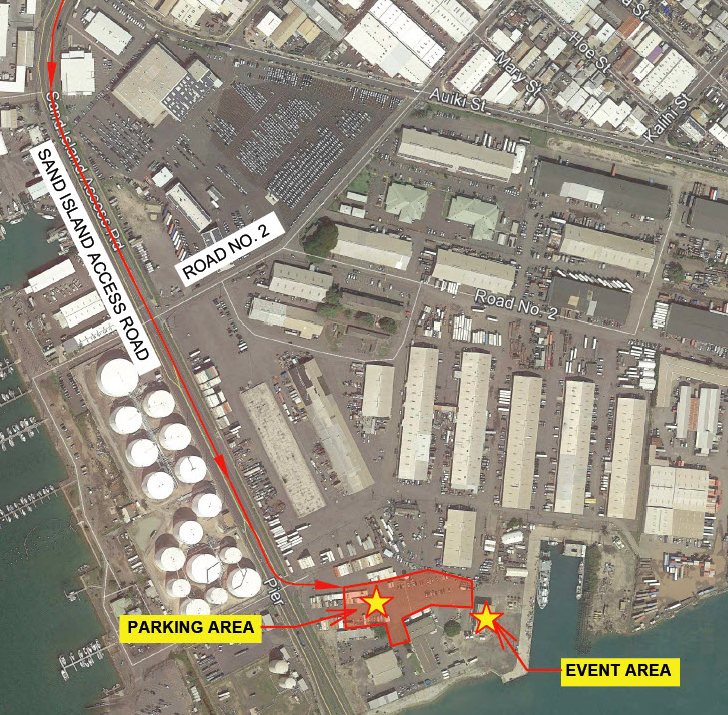 Hoe St
Mary St
Auiki St
Kalihi St
Sand Island Access Rd
SAND ISLAND ACCESS ROAD
ROAD NO. 2
Road No. 2
Pier
PARKING AREA
EVENT AREA